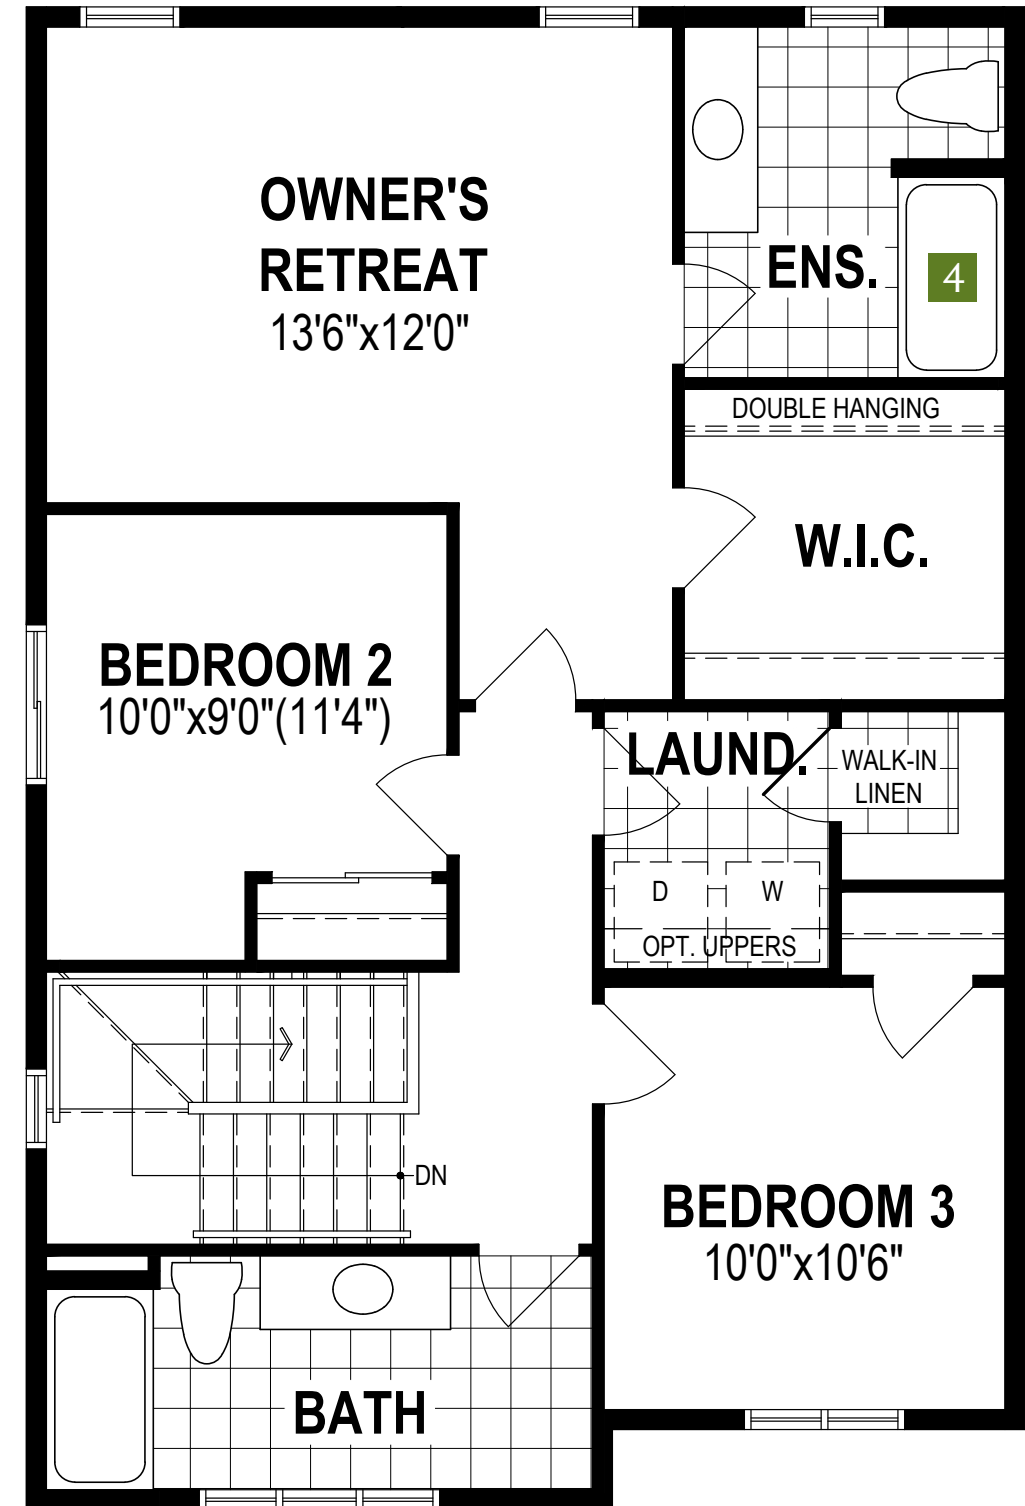 OWNER'S
RETREAT
13'6"x12'0"
ENS.
4
DOUBLE HANGING
W.I.C.
BEDROOM 2
10'0"x9'0"(11'4")
LAUND.
WALK-IN
LINEN
D
W
OPT. UPPERS
DN
BEDROOM 3
10'0"x10'6"
BATH